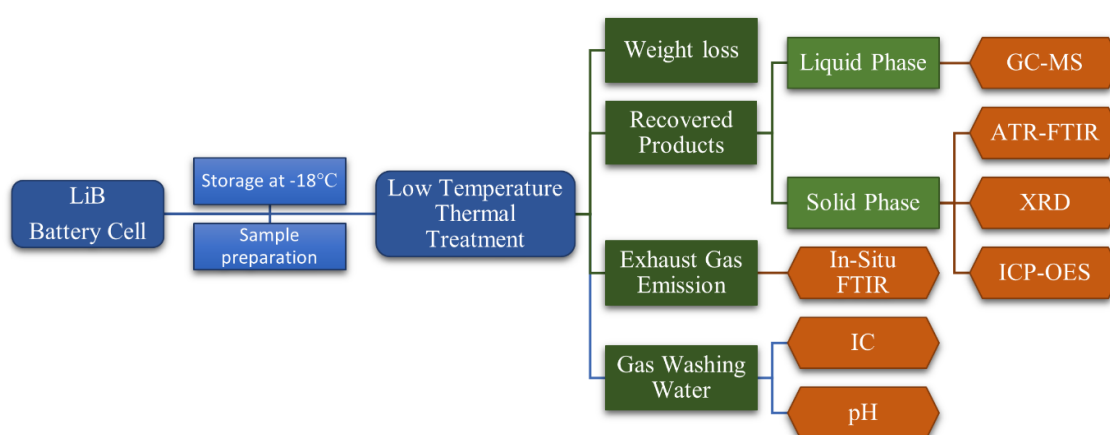 LiB
Battery Cell
Storage at -18°C
Sample
preparation
Low Temperature
Thermal
Treatment
Weight loss
Recovered
Products
Liquid Phase
GC-MS
Solid Phase
ATR-FTIR
XRD
ICP-OES
Exhaust Gas
Emission
In-Situ
FTIR
Gas Washing
Water
IC
pH